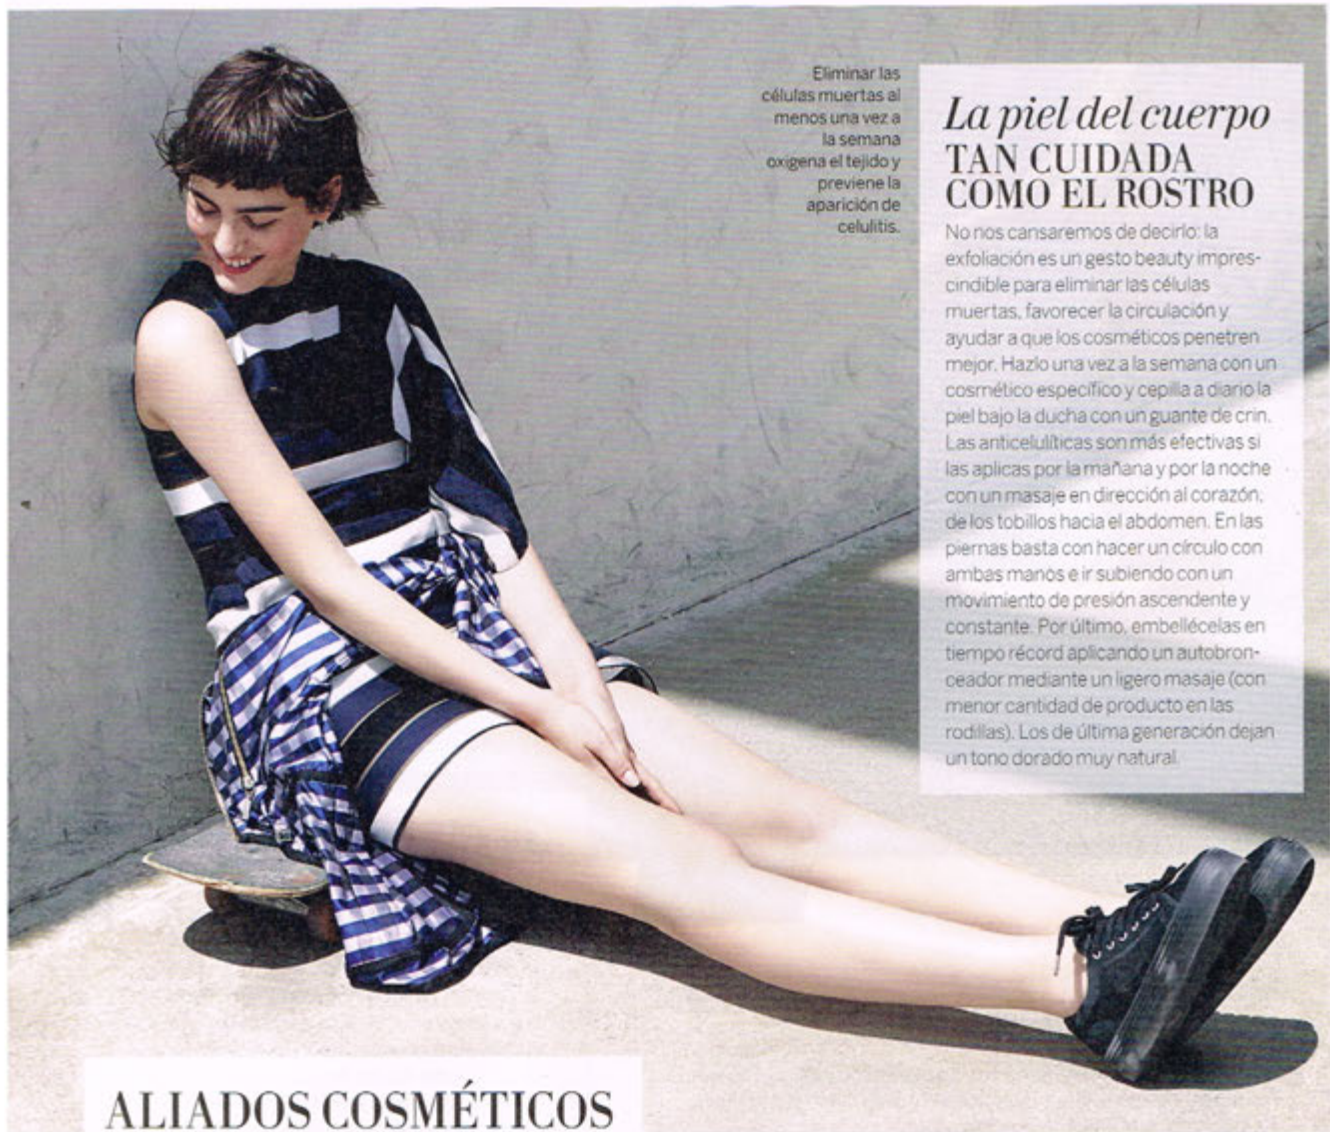 Eliminar las
células muertas al
menos una vez a
la semana
oxigena el tejido y
previene la
aparición de
celulitis.
La piel del cuerpo
TAN CUIDADA
COMO EL ROSTRO
No nos cansaremos de decirlo: la
exfoliación es un gesto beauty impres-
cindible para eliminar las células
muertas, favorecer la circulación y
ayudar a que los cosméticos penetren
mejor. Hazlo una vez a la semana con un
cosmético específico y cepilla a diario la
piel bajo la ducha con un guante de crin.
Las anticelulíticas son más efectivas si
las aplicas por la mañana y por la noche
con un masaje en dirección al corazón,
de los tobillos hacia el abdomen. En las
piernas basta con hacer un círculo con
ambas manos e ir subiendo con un
movimiento de presión ascendente y
constante. Por último, embellécelas en
tiempo récord aplicando un autobron-
ceador mediante un ligero masaje (con
menor cantidad de producto en las
rodillas). Los de última generación dejan
un tono dorado muy natural.
ALIADOS COSMÉTICOS